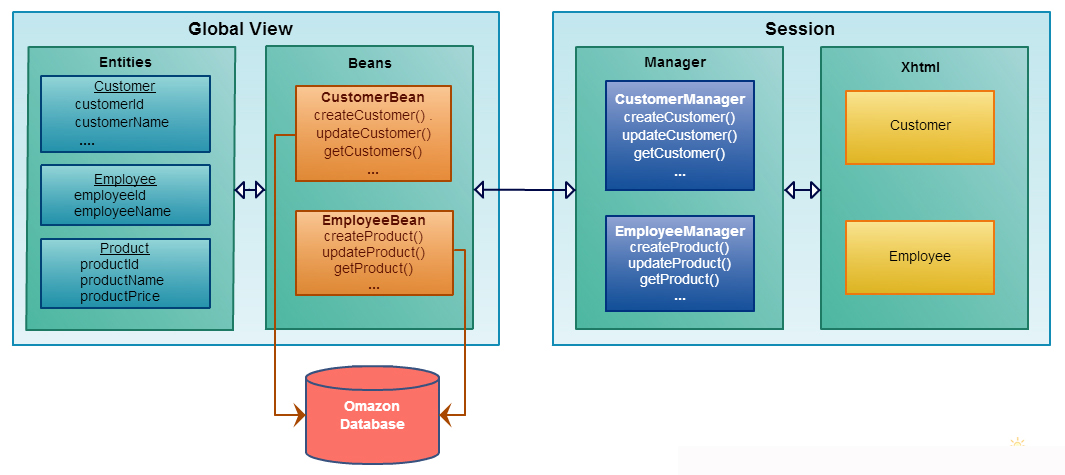 Global View
Entities
Customer
customerId
customerName
....
Employee
employeeId
employeeName
Product
productId
productName
productPrice
Beans
CustomerBean
createCustomer() .
updateCustomer()
getCustomers()
...
EmployeeBean
createProduct()
updateProduct()
getProduct()
...
Omazon
Database
Session
Manager
CustomerManager
createCustomer()
updateCustomer()
getCustomer()
...
EmployeeManager
createProduct()
updateProduct()
getProduct()
...
Xhtml
Customer
Employee